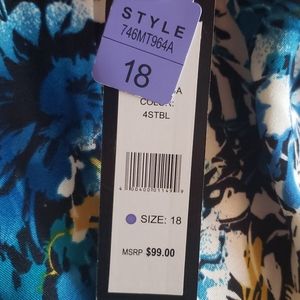 STYLE
746MT964A
18
A
COLOR:
4STBL
SIZE: 18
MSRP $99.00